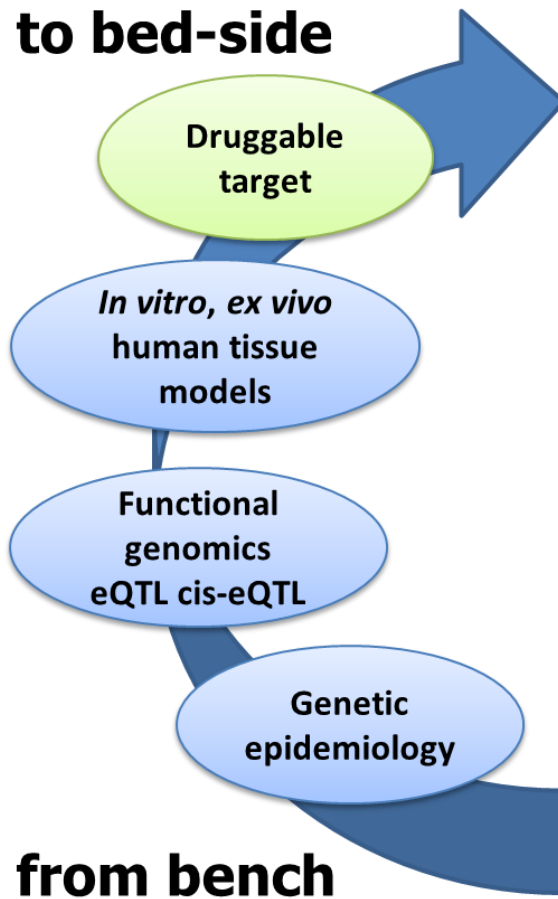 to bed-side
Druggable
target
In vitro, ex vivo
human tissue
models
Functional
genomics
eQTL cis-eQTL
Genetic
epidemiology
from bench